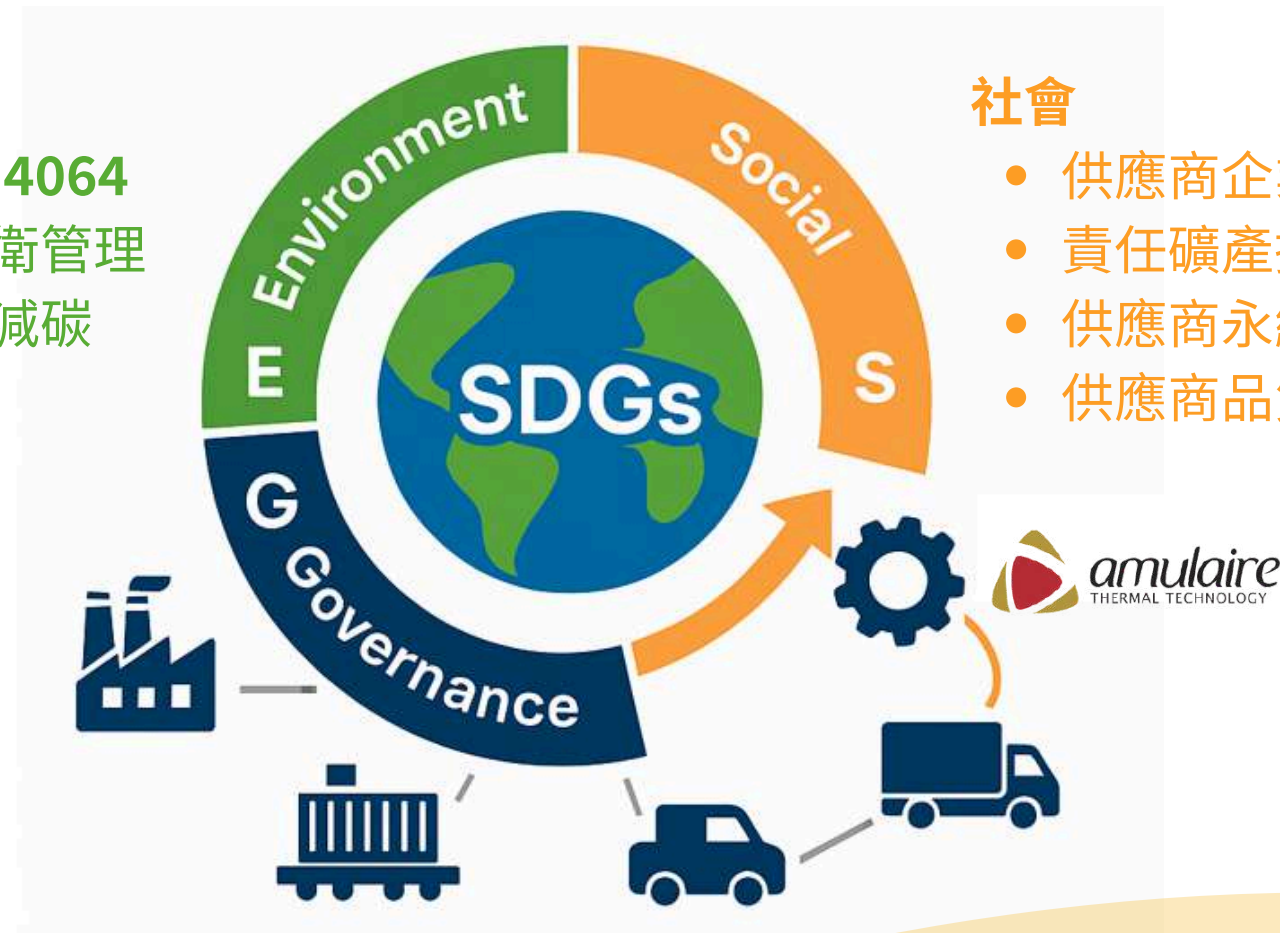 4064
衛管理
減碳
Environment
E
Social
S
SDGs
G
Governance
社會
供應商企
責任礦產
供應商永
供應商品
amulaire
THERMAL TECHNOLOGY